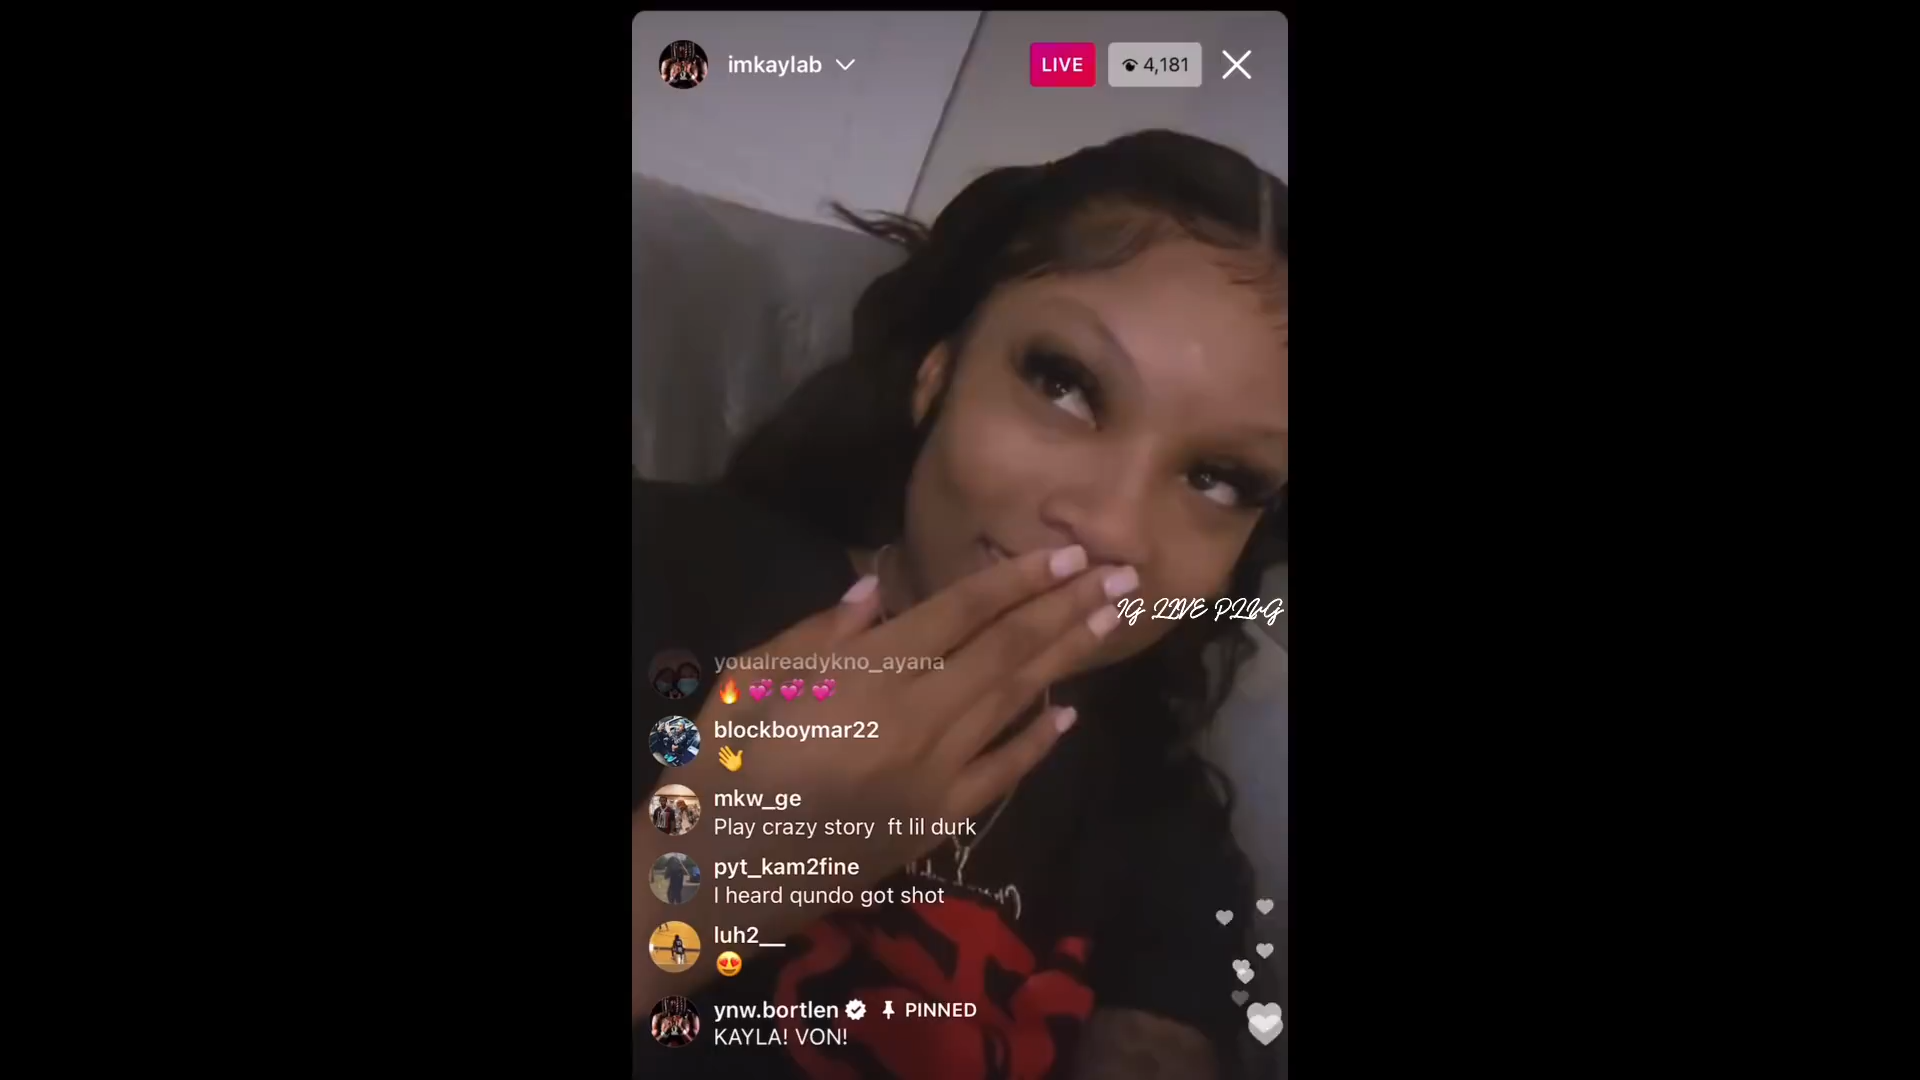 imkaylab
LIVE
4,181
IG LIVE PLUG
youalreadykno_ayana
🔥💞💞💞
blockboymar22
👋
mkw_ge
Play crazy story ft lil durk
pyt_kam2fine
I heard qundo got shot
luh2__
😍
ynw.bortlen PINNED
KAYLA! VON!